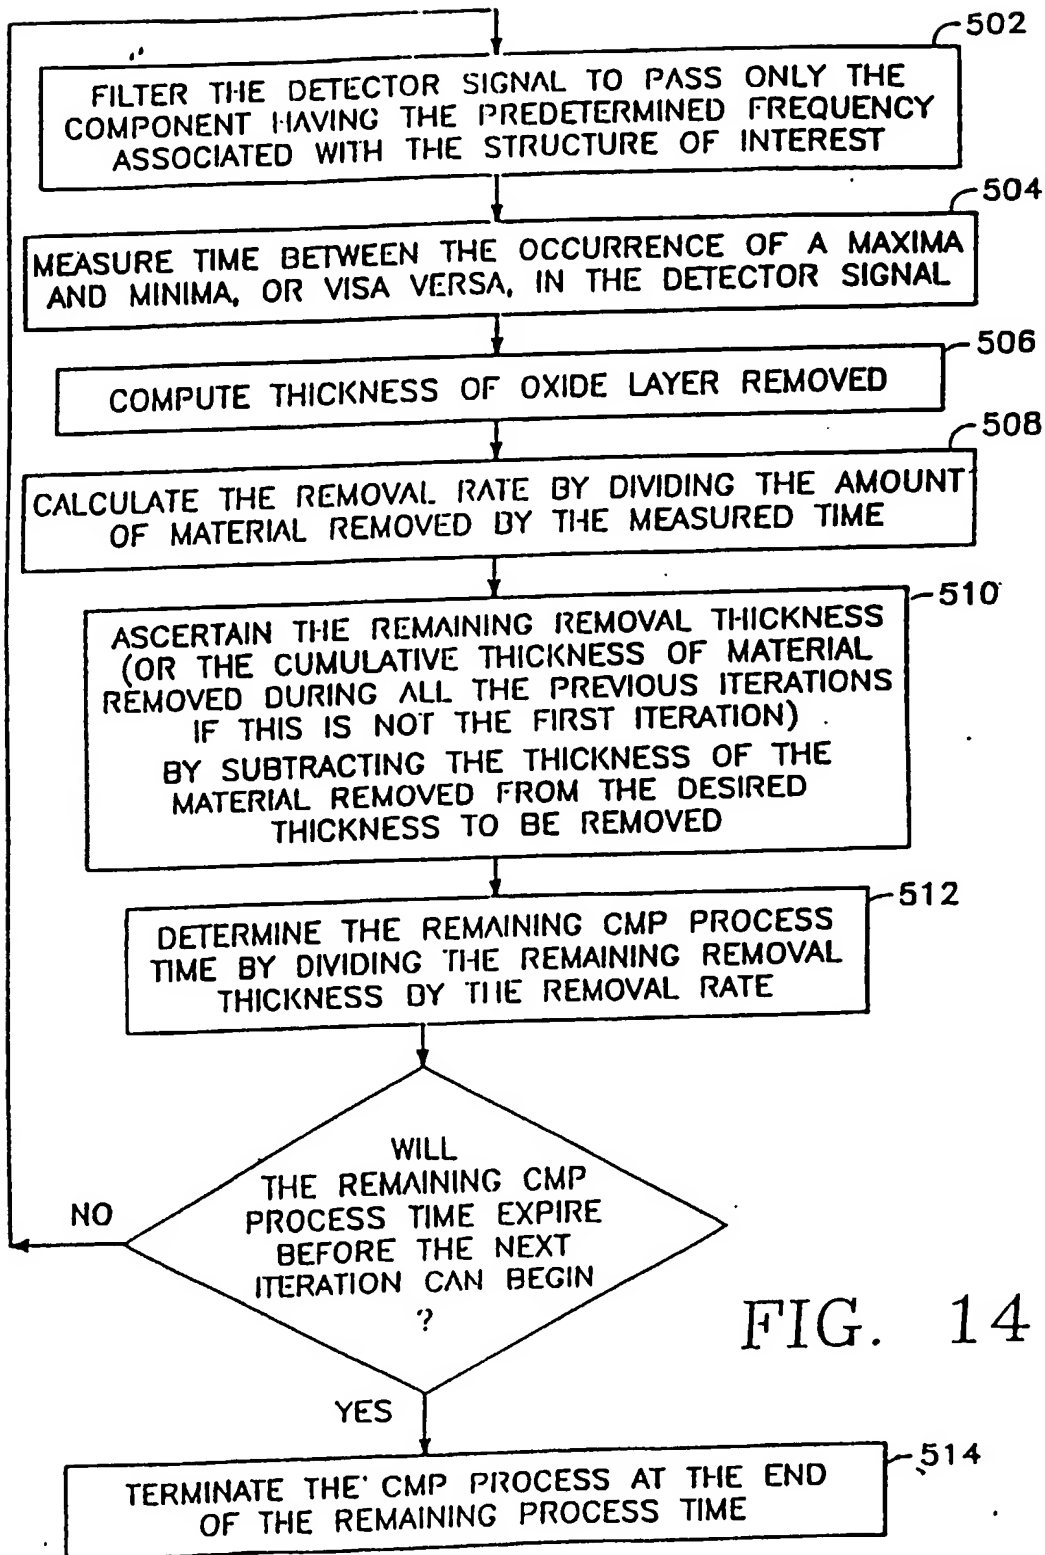 502
FILTER THE DETECTOR SIGNAL TO PASS ONLY THE
COMPONENT HAVING THE PREDETERMINED FREQUENCY
ASSOCIATED WITH THE STRUCTURE OF INTEREST
504
MEASURE TIME BETWEEN THE OCCURRENCE OF A MAXIMA
AND MINIMA, OR VISA VERSA, IN THE DETECTOR SIGNAL
506
COMPUTE THICKNESS OF OXIDE LAYER REMOVED
508
CALCULATE THE REMOVAL RATE BY DIVIDING THE AMOUNT
OF MATERIAL REMOVED BY THE MEASURED TIME
510
ASCERTAIN THE REMAINING REMOVAL THICKNESS
(OR THE CUMULATIVE THICKNESS OF MATERIAL
REMOVED DURING ALL THE PREVIOUS ITERATIONS
IF THIS IS NOT THE FIRST ITERATION)
BY SUBTRACTING THE THICKNESS OF THE
MATERIAL REMOVED FROM THE DESIRED
THICKNESS TO BE REMOVED
512
DETERMINE THE REMAINING CMP PROCESS
TIME BY DIVIDING THE REMAINING REMOVAL
THICKNESS BY THE REMOVAL RATE
WILL
THE REMAINING CMP
PROCESS TIME EXPIRE
BEFORE THE NEXT
ITERATION CAN BEGIN
?
NO
YES
FIG. 14
514
TERMINATE THE CMP PROCESS AT THE END
OF THE REMAINING PROCESS TIME